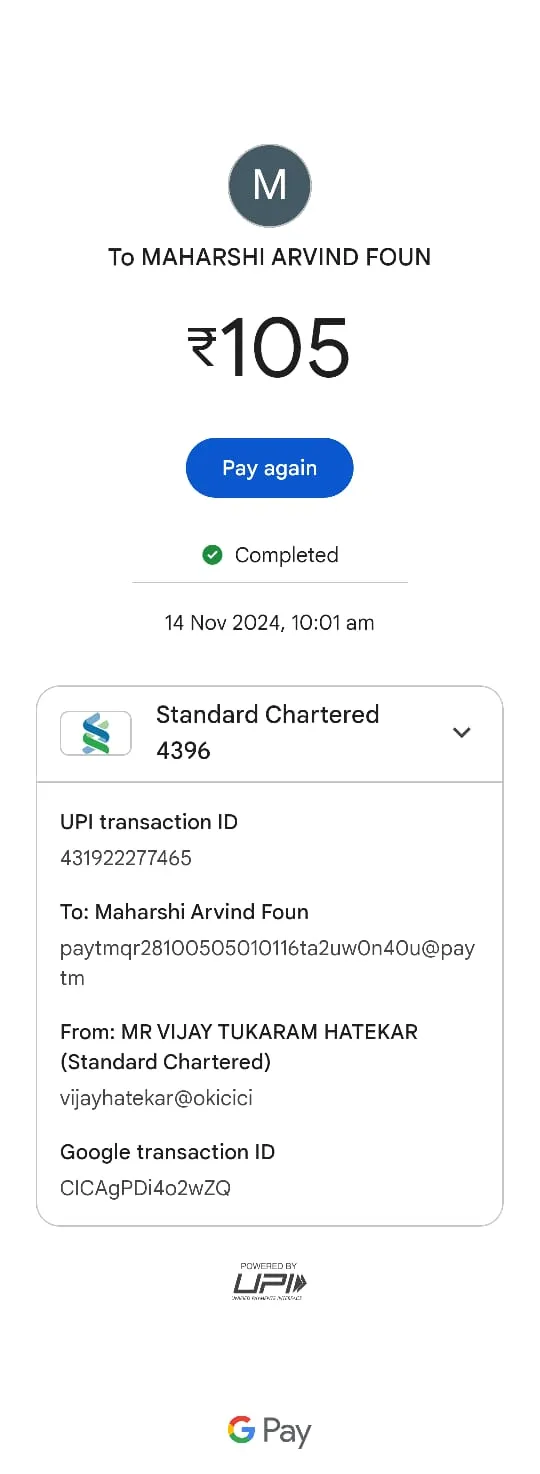 M
To MAHARSHI ARVIND FOUN
₹105
Pay again
Completed
14 Nov 2024, 10:01 am
Standard Chartered
4396
UPI transaction ID
431922277465
To: Maharshi Arvind Foun
paytmqr28100505010116ta2uw0n40u@pay
tm
From: MR VIJAY TUKARAM HATEKAR
(Standard Chartered)
vijayhatekar@okicici
Google transaction ID
CICAgPDi4o2wZQ
POWERED BY
UPI
UNIFIED PAYMENTS INTERFACE
G Pay